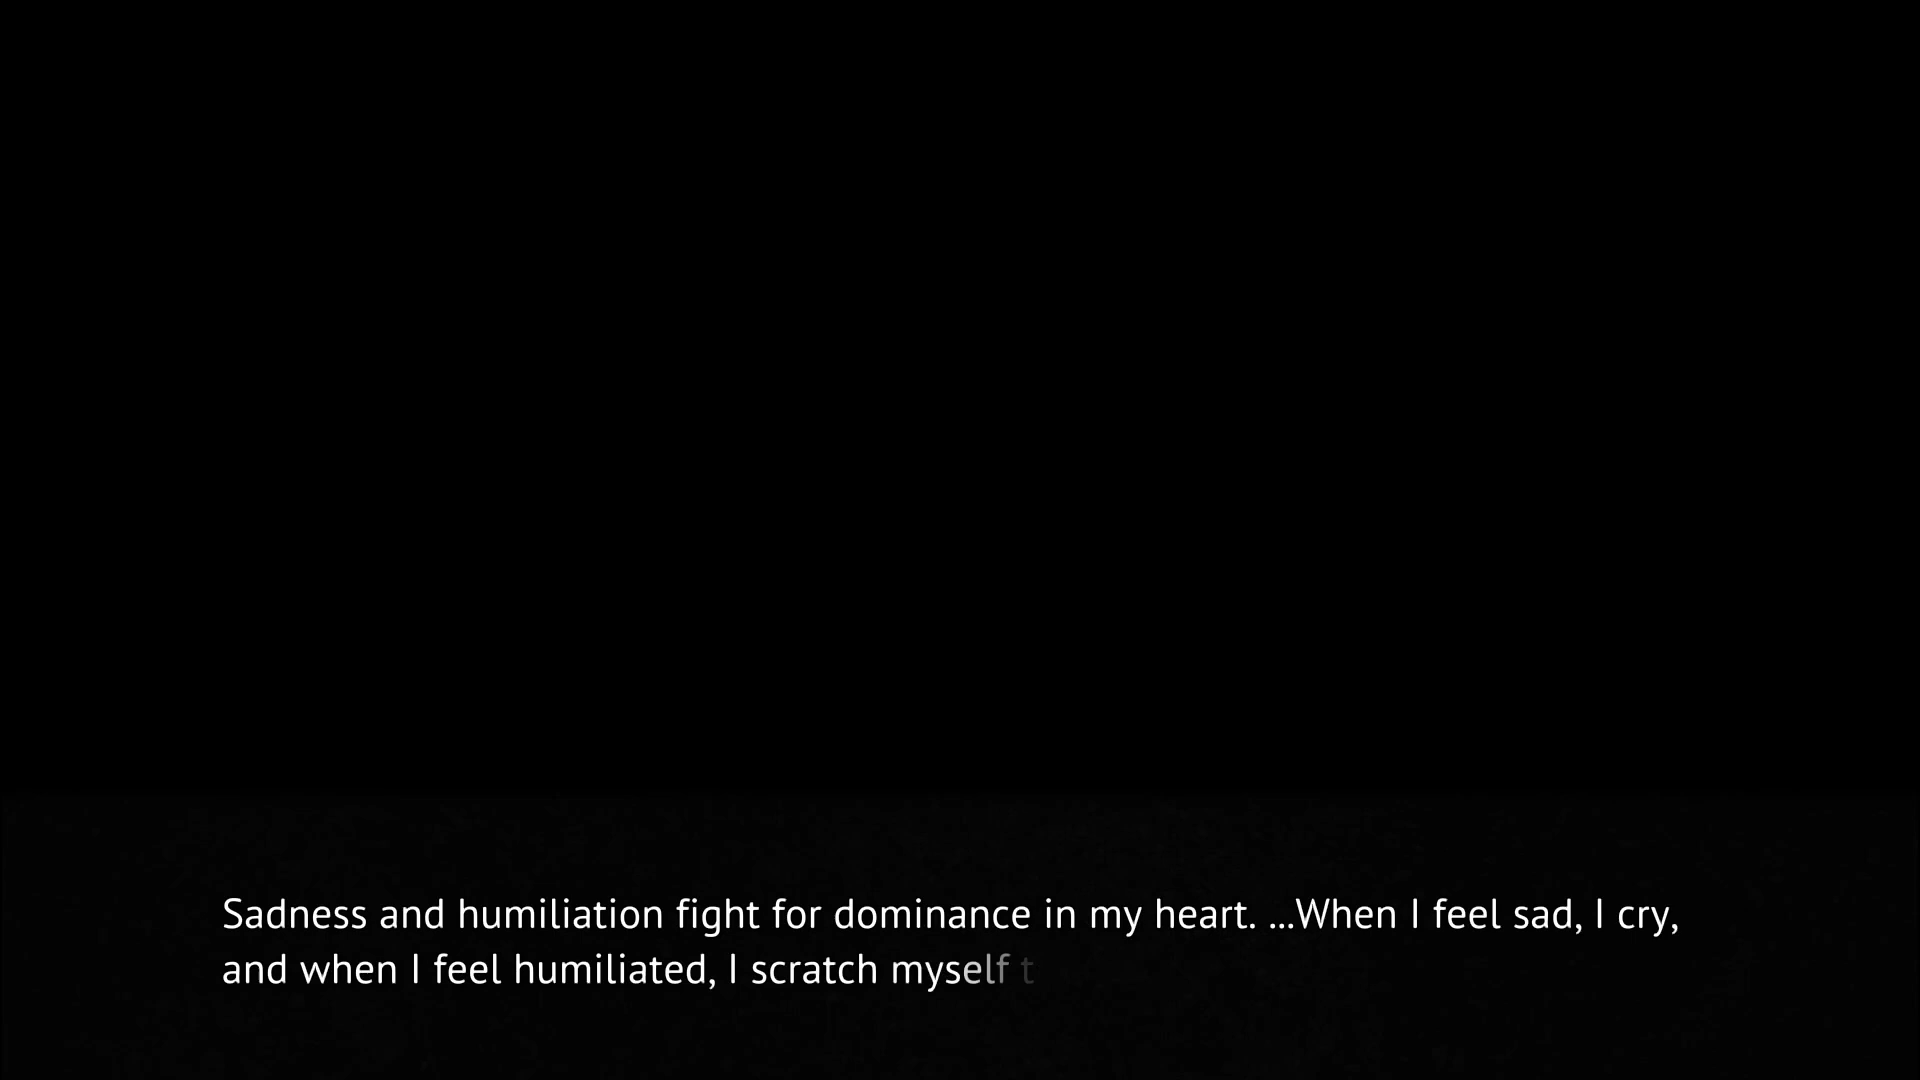 Sadness and humiliation fight for dominance in my heart. ...When I feel sad, I cry,
and when I feel humiliated, I scratch myself t